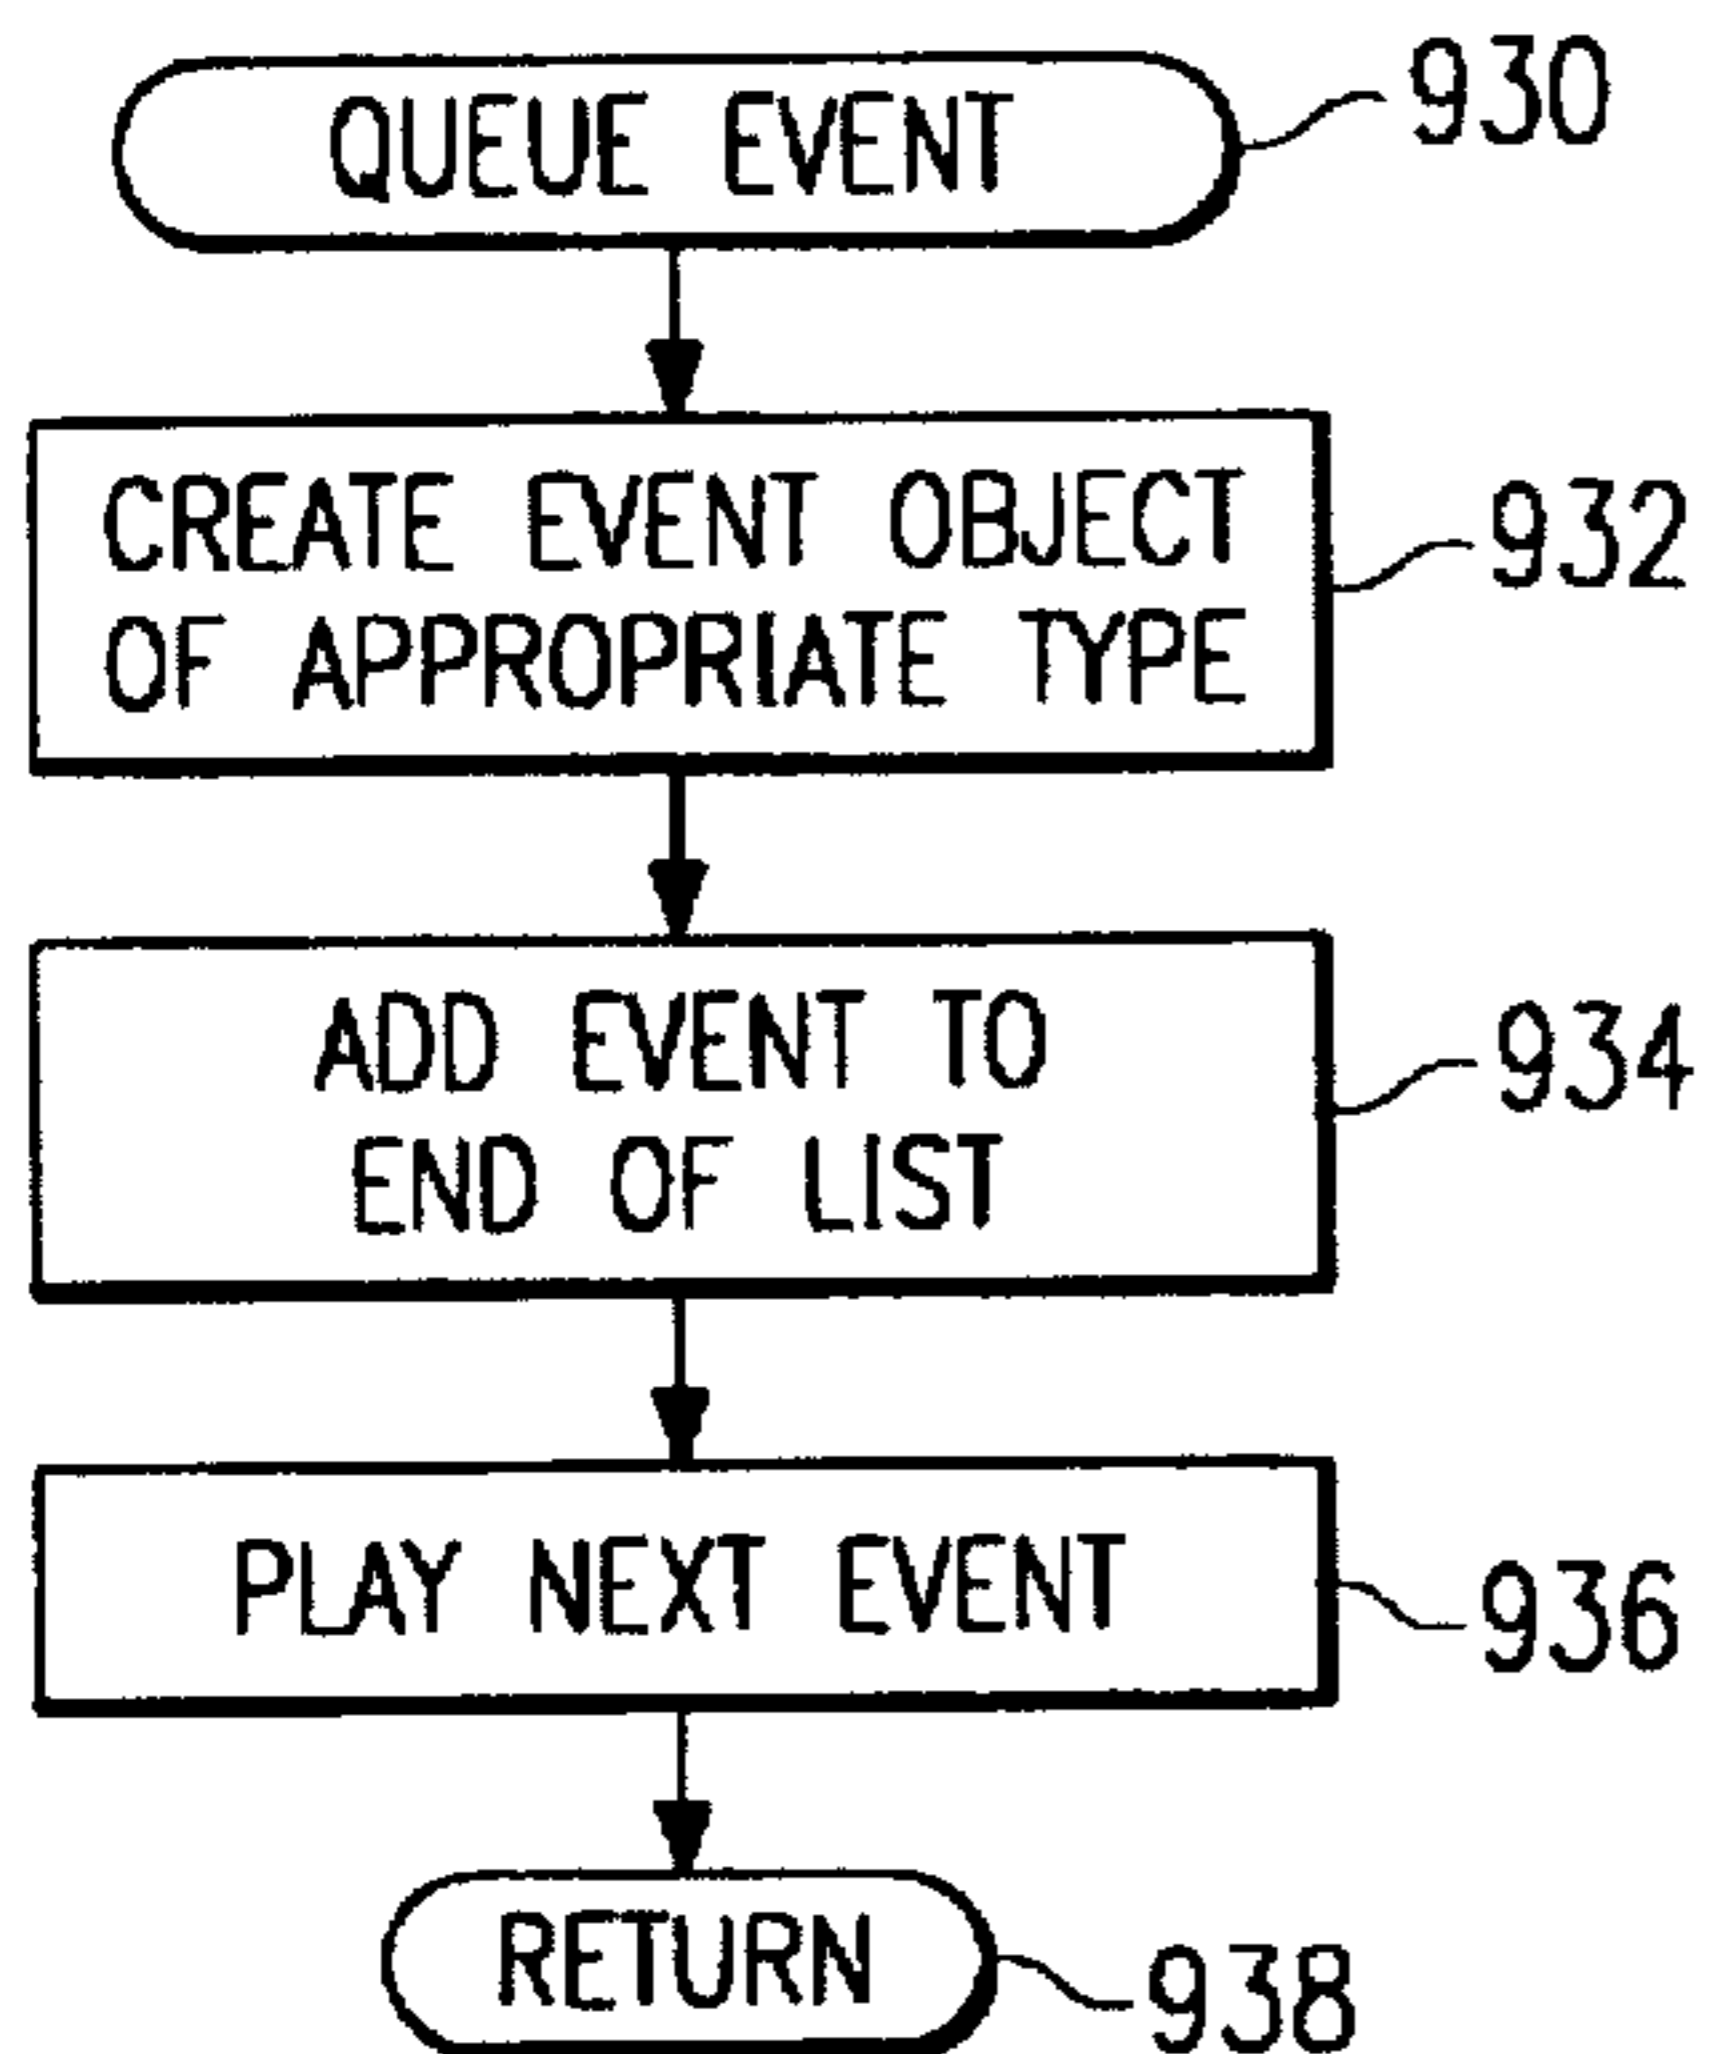 QUEUE EVENT
930
CREATE EVENT OBJECT
OF APPROPRIATE TYPE
932
ADD EVENT TO
END OF LIST
934
PLAY NEXT EVENT
936
RETURN
938